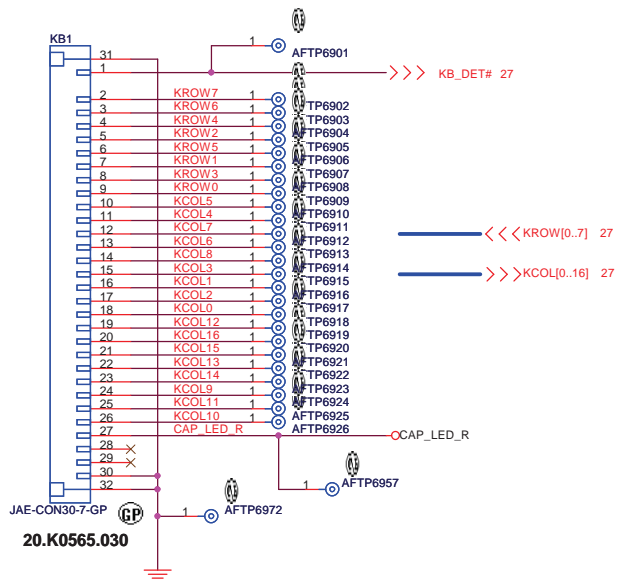 KB1
31
1 AFTP6901
1 KB_DET# 27
2 KROW7 1 TP6902
3 KROW6 1 TP6903
4 KROW4 1 AFTP6904
5 KROW2 1 TP6905
6 KROW5 1 AFTP6906
7 KROW1 1 TP6907
8 KROW3 1 AFTP6908
9 KROW0 1 TP6909
10 KCOL5 1 AFTP6910
11 KCOL4 1 TP6911
12 KCOL7 1 AFTP6912
13 KCOL6 1 TP6913
14 KCOL8 1 AFTP6914
15 KCOL3 1 TP6915
16 KCOL1 1 AFTP6916
17 KCOL2 1 TP6917
18 KCOL0 1 AFTP6918
19 KCOL12 1 TP6919
20 KCOL16 1 AFTP6920
21 KCOL15 1 TP6921
22 KCOL13 1 AFTP6922
23 KCOL14 1 TP6923
24 KCOL9 1 AFTP6924
25 KCOL11 1 AFTP6925
26 KCOL10 1 AFTP6926
27 CAP_LED_R CAP_LED_R
28
29
30
32
KROW[0..7] 27
KCOL[0..16] 27
1 AFTP6957
1 AFTP6972
JAE-CON30-7-GP
GP
20.K0565.030